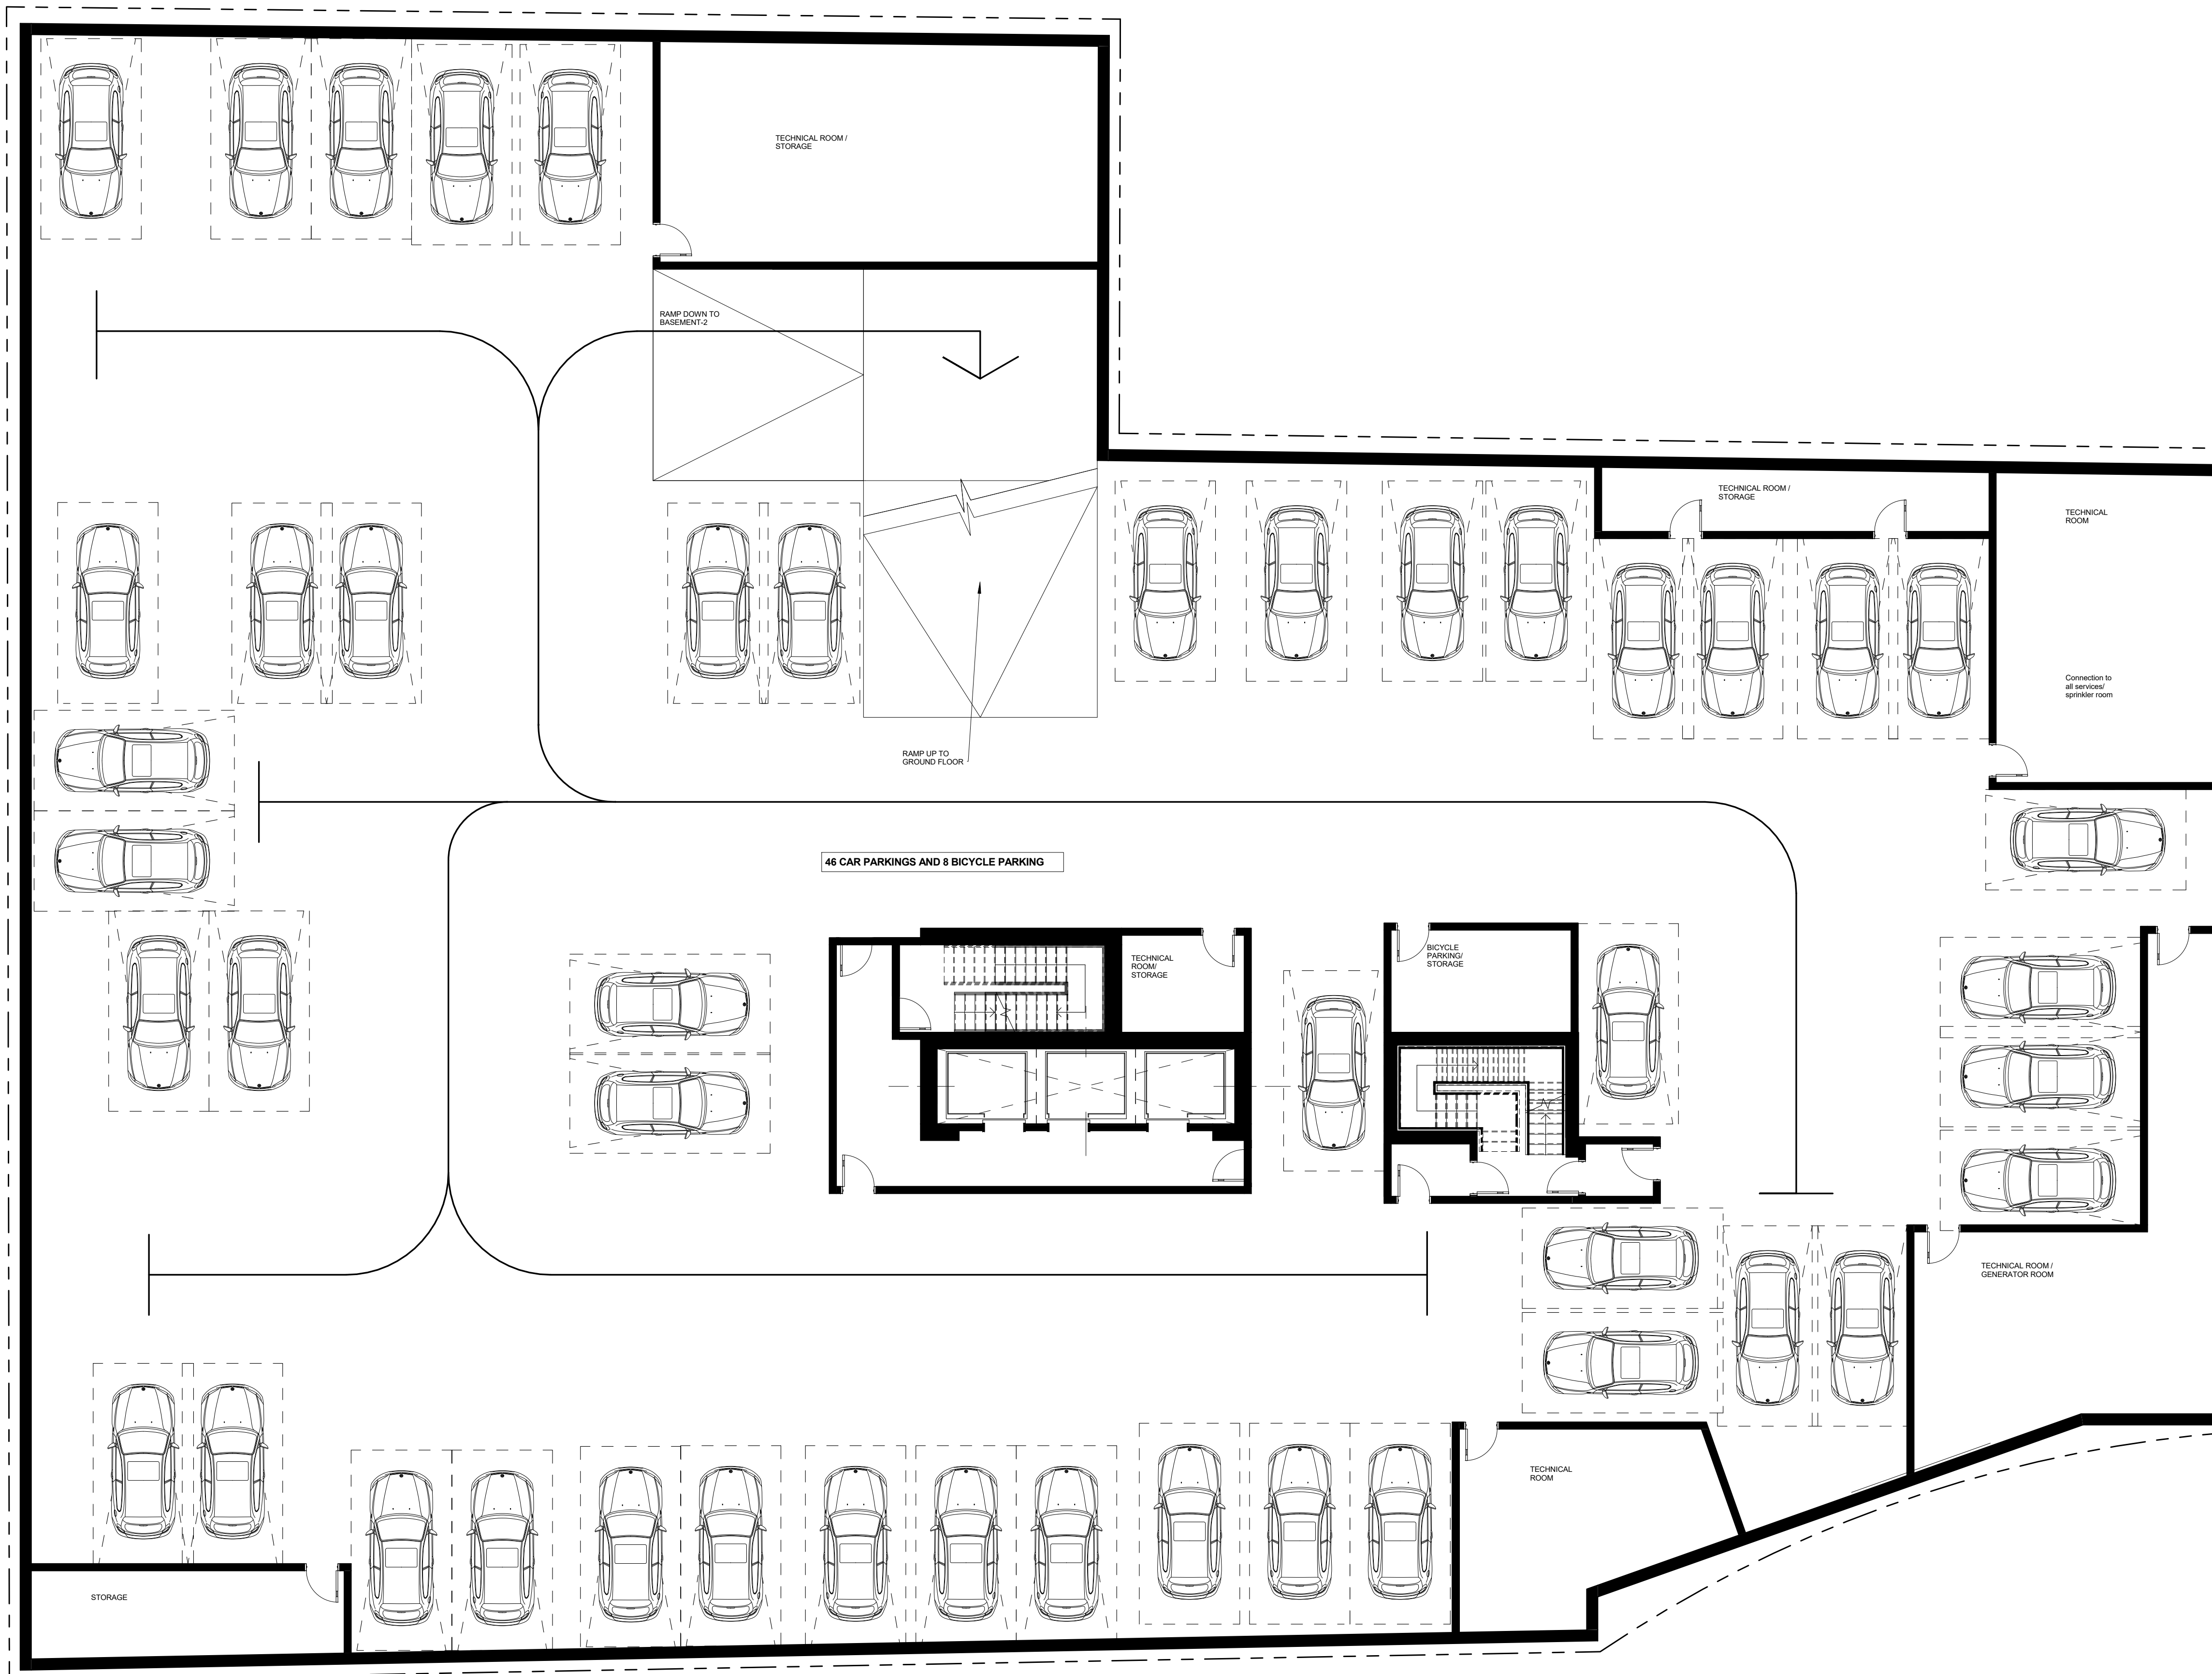 TECHNICAL ROOM /
STORAGE
RAMP DOWN TO
BASEMENT-2
TECHNICAL ROOM /
STORAGE
TECHNICAL
ROOM
Connection to
all services/
sprinkler room
RAMP UP TO
GROUND FLOOR
46 CAR PARKINGS AND 8 BICYCLE PARKING
TECHNICAL
ROOM/
STORAGE
BICYCLE
PARKING/
STORAGE
TECHNICAL ROOM /
GENERATOR ROOM
TECHNICAL
ROOM
STORAGE